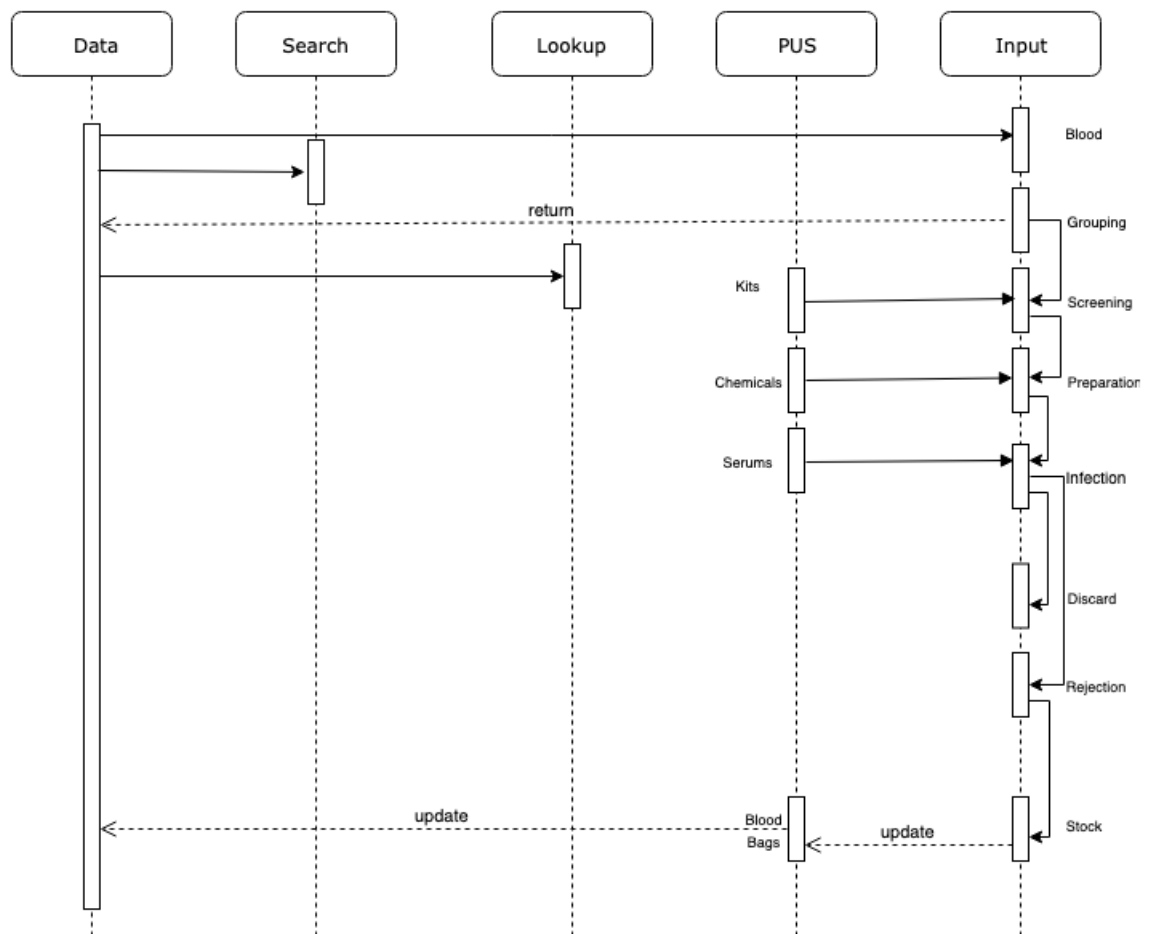 Data
Search
Lookup
PUS
Input
Blood
return
Grouping
Kits
Screening
Chemicals
Preparation
Serums
Infection
Discard
Rejection
update
Blood
Bags
update
Stock